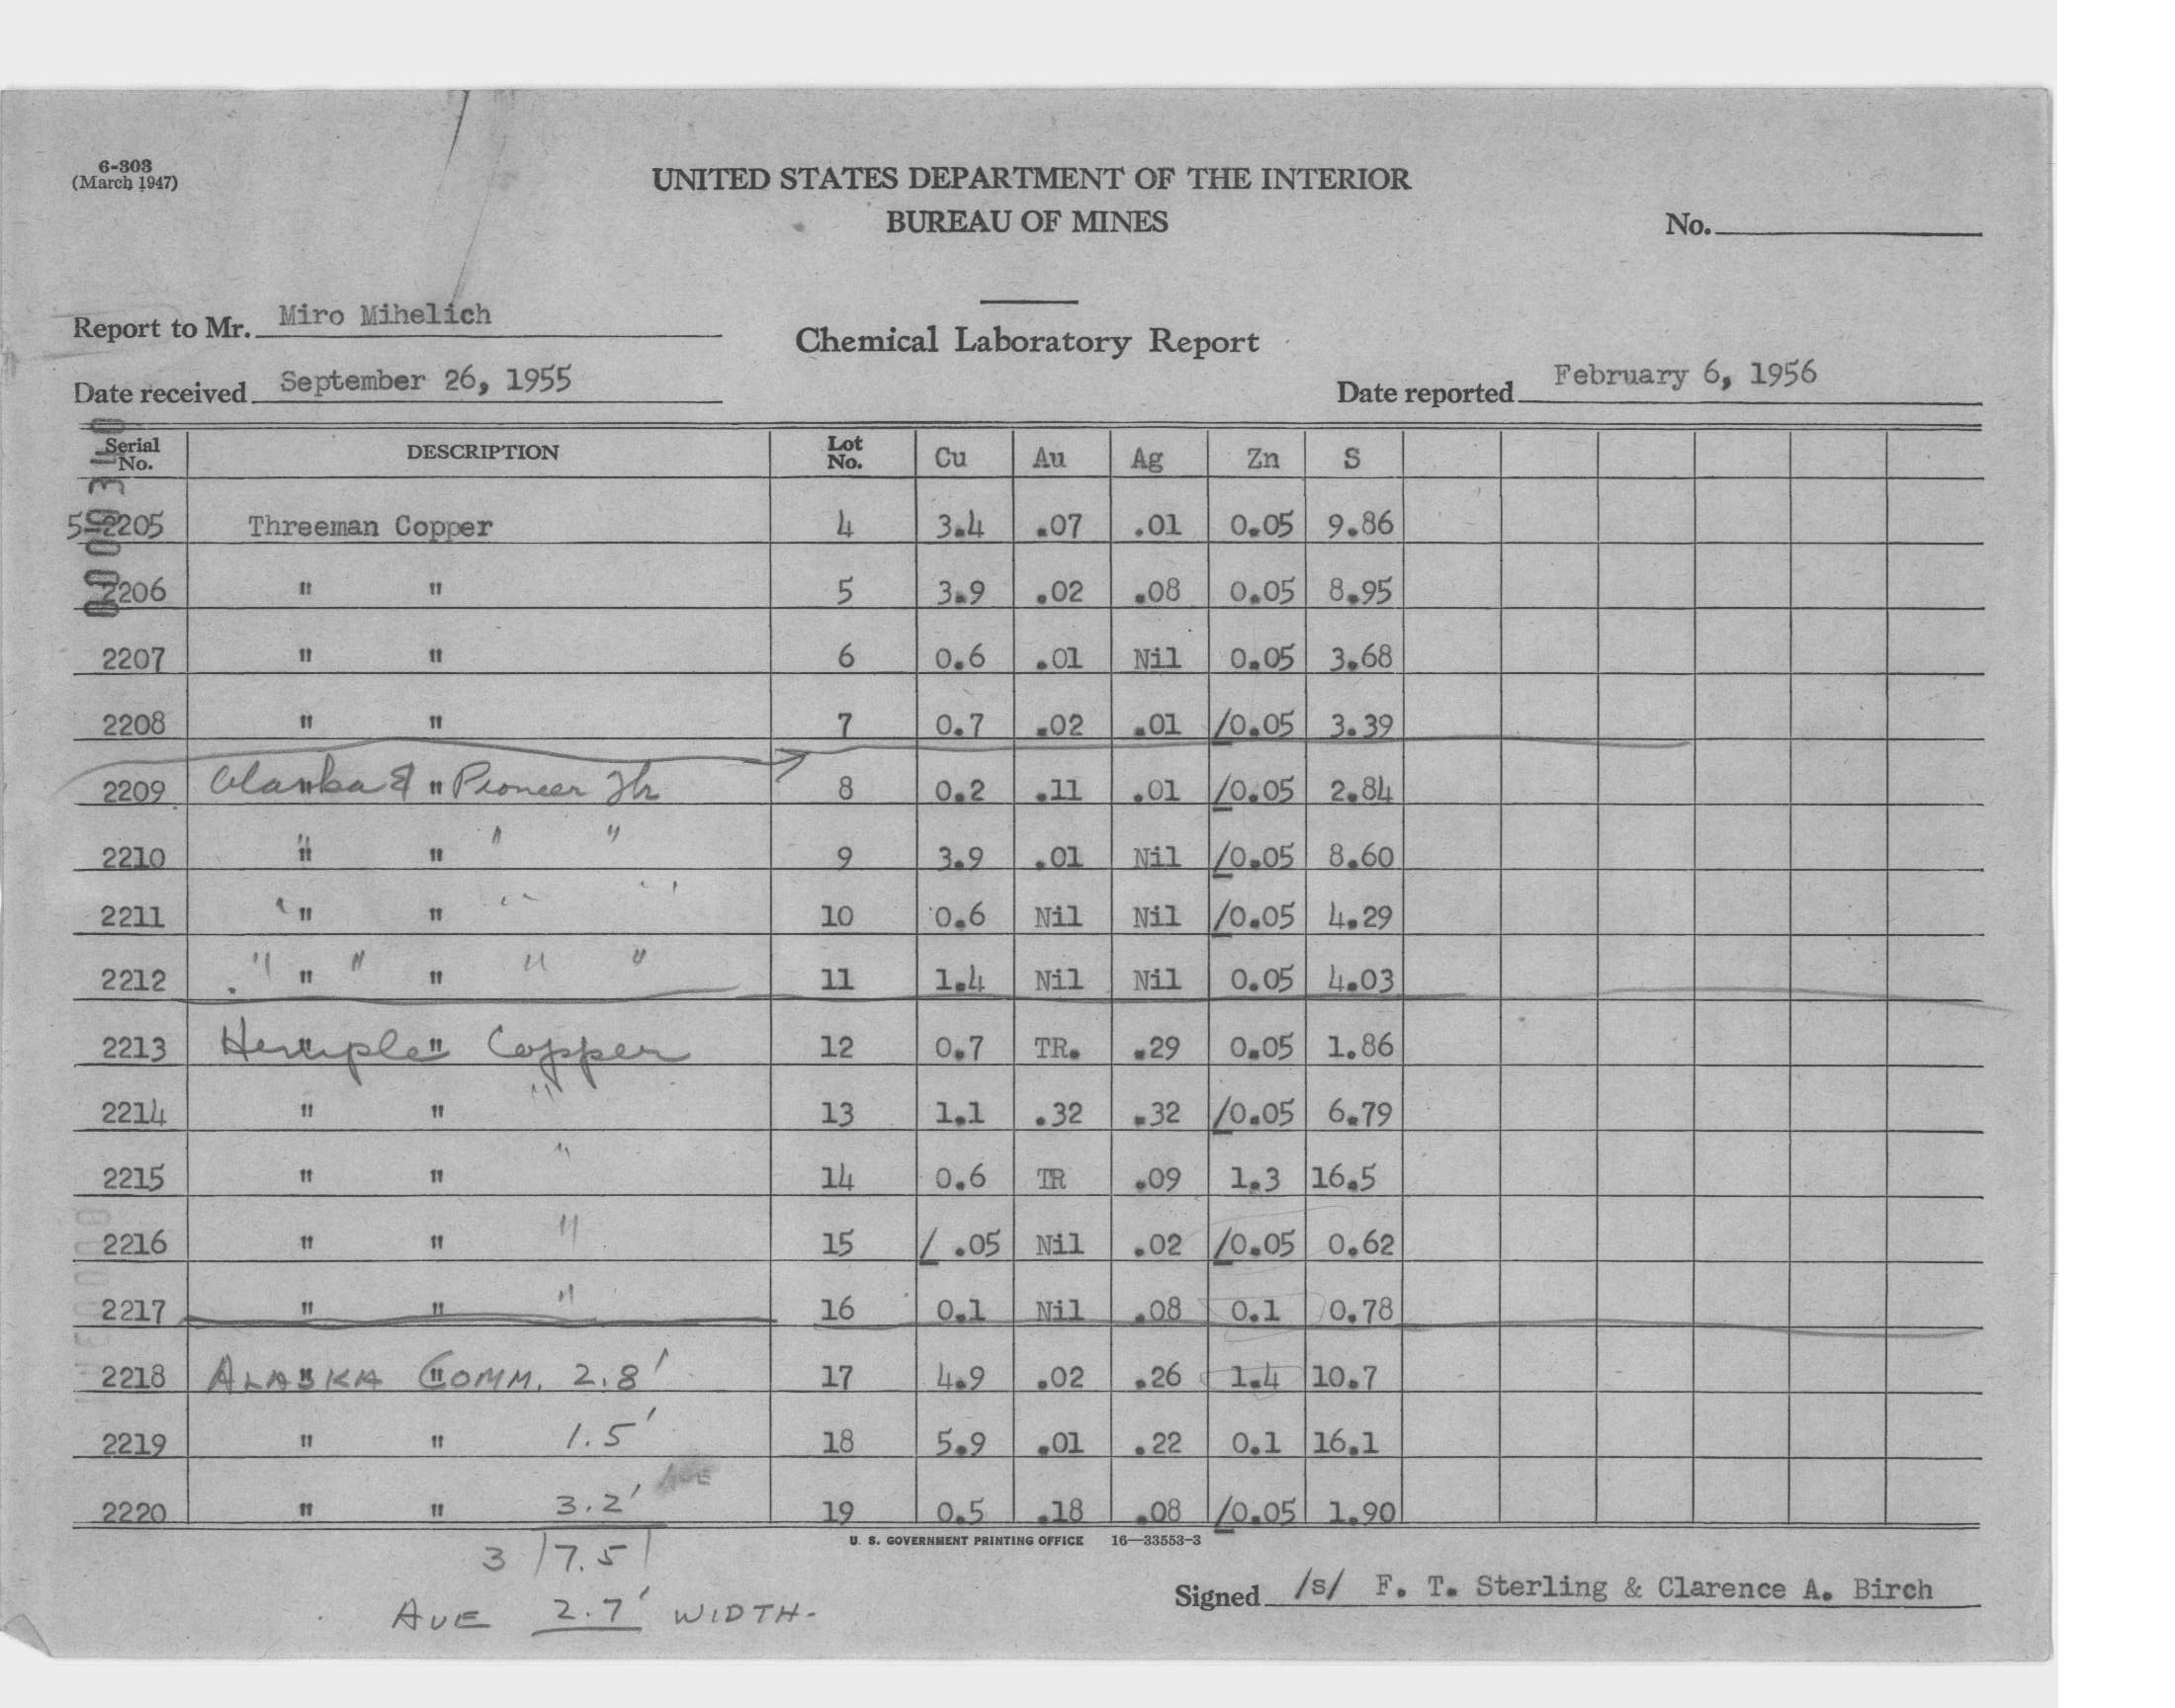 6-303
(March 1947)
UNITED STATES DEPARTMENT OF THE INTERIOR
BUREAU OF MINES
No.
Report to Mr. Miro Mihelich
Chemical Laboratory Report
Date received September 26, 1955
Date reported February 6, 1956
Serial No. DESCRIPTION Lot No. Cu Au Ag Zn S
55-2205 Threeman Copper 4 3.4 .07 .01 0.05 9.86
2206 " " 5 3.9 .02 .08 0.05 8.95
2207 " " 6 0.6 .01 Nil 0.05 3.68
2208 " " 7 0.7 .02 .01 /0.05 3.39
2209 Alaska & " Pioneer 8 0.2 .11 .01 /0.05 2.84
2210 " " " " 9 3.9 .01 Nil /0.05 8.60
2211 " " " " " 10 0.6 Nil Nil /0.05 4.29
2212 " " " " " " 11 1.4 Nil Nil 0.05 4.03
2213 Hemple " Copper 12 0.7 TR. .29 0.05 1.86
2214 " " " 13 1.1 .32 .32 /0.05 6.79
2215 " " " 14 0.6 TR .09 1.3 16.5
2216 " " " 15 / .05 Nil .02 /0.05 0.62
2217 " " " 16 0.1 Nil .08 0.1 0.78
2218 ALASKA COMM. 2.8' 17 4.9 .02 .26 1.4 10.7
2219 " " 1.5' 18 5.9 .01 .22 0.1 16.1
2220 " " 3.2' AVE 19 0.5 .18 .08 /0.05 1.90
U. S. GOVERNMENT PRINTING OFFICE 16—33553-3
3 /7.5
AVE 2.7' WIDTH-
Signed /s/ F. T. Sterling & Clarence A. Birch